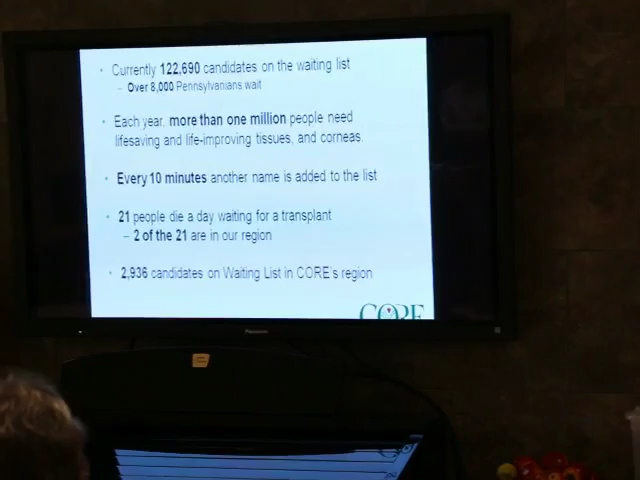 • Currently 122,690 candidates on the waiting list
– Over 8,000 Pennsylvanians wait
• Each year, more than one million people need
lifesaving and life-improving tissues, and corneas.
• Every 10 minutes another name is added to the list
• 21 people die a day waiting for a transplant
– 2 of the 21 are in our region
• 2,936 candidates on Waiting List in CORE's region
CORE
Panasonic